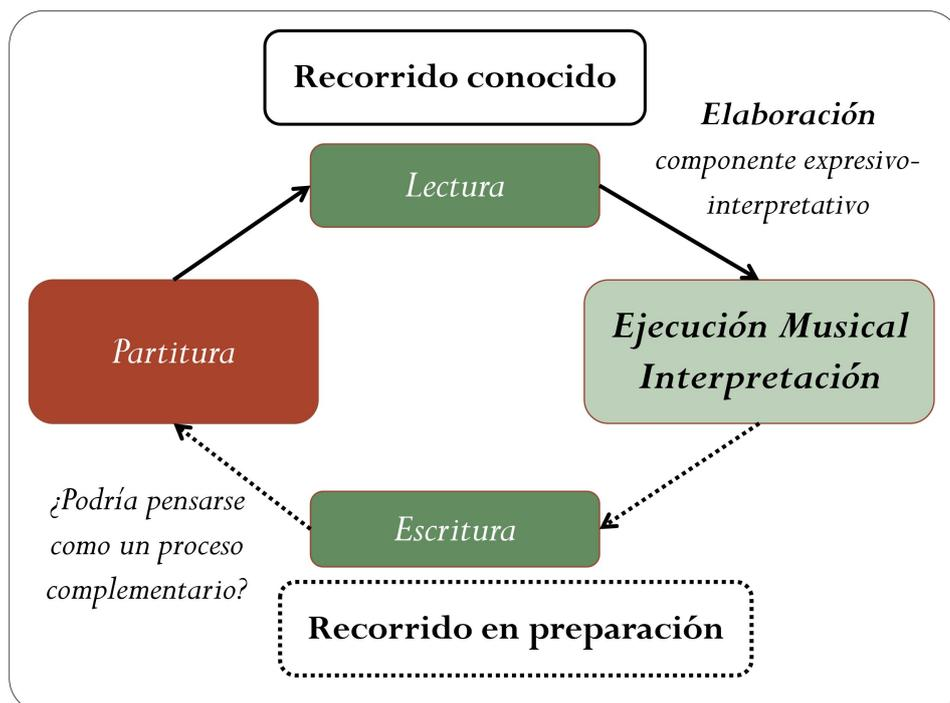 Recorrido conocido
Elaboración
componente expresivo-
interpretativo
Lectura
Partitura
Ejecución Musical
Interpretación
¿Podría pensarse
como un proceso
complementario?
Escritura
Recorrido en preparación